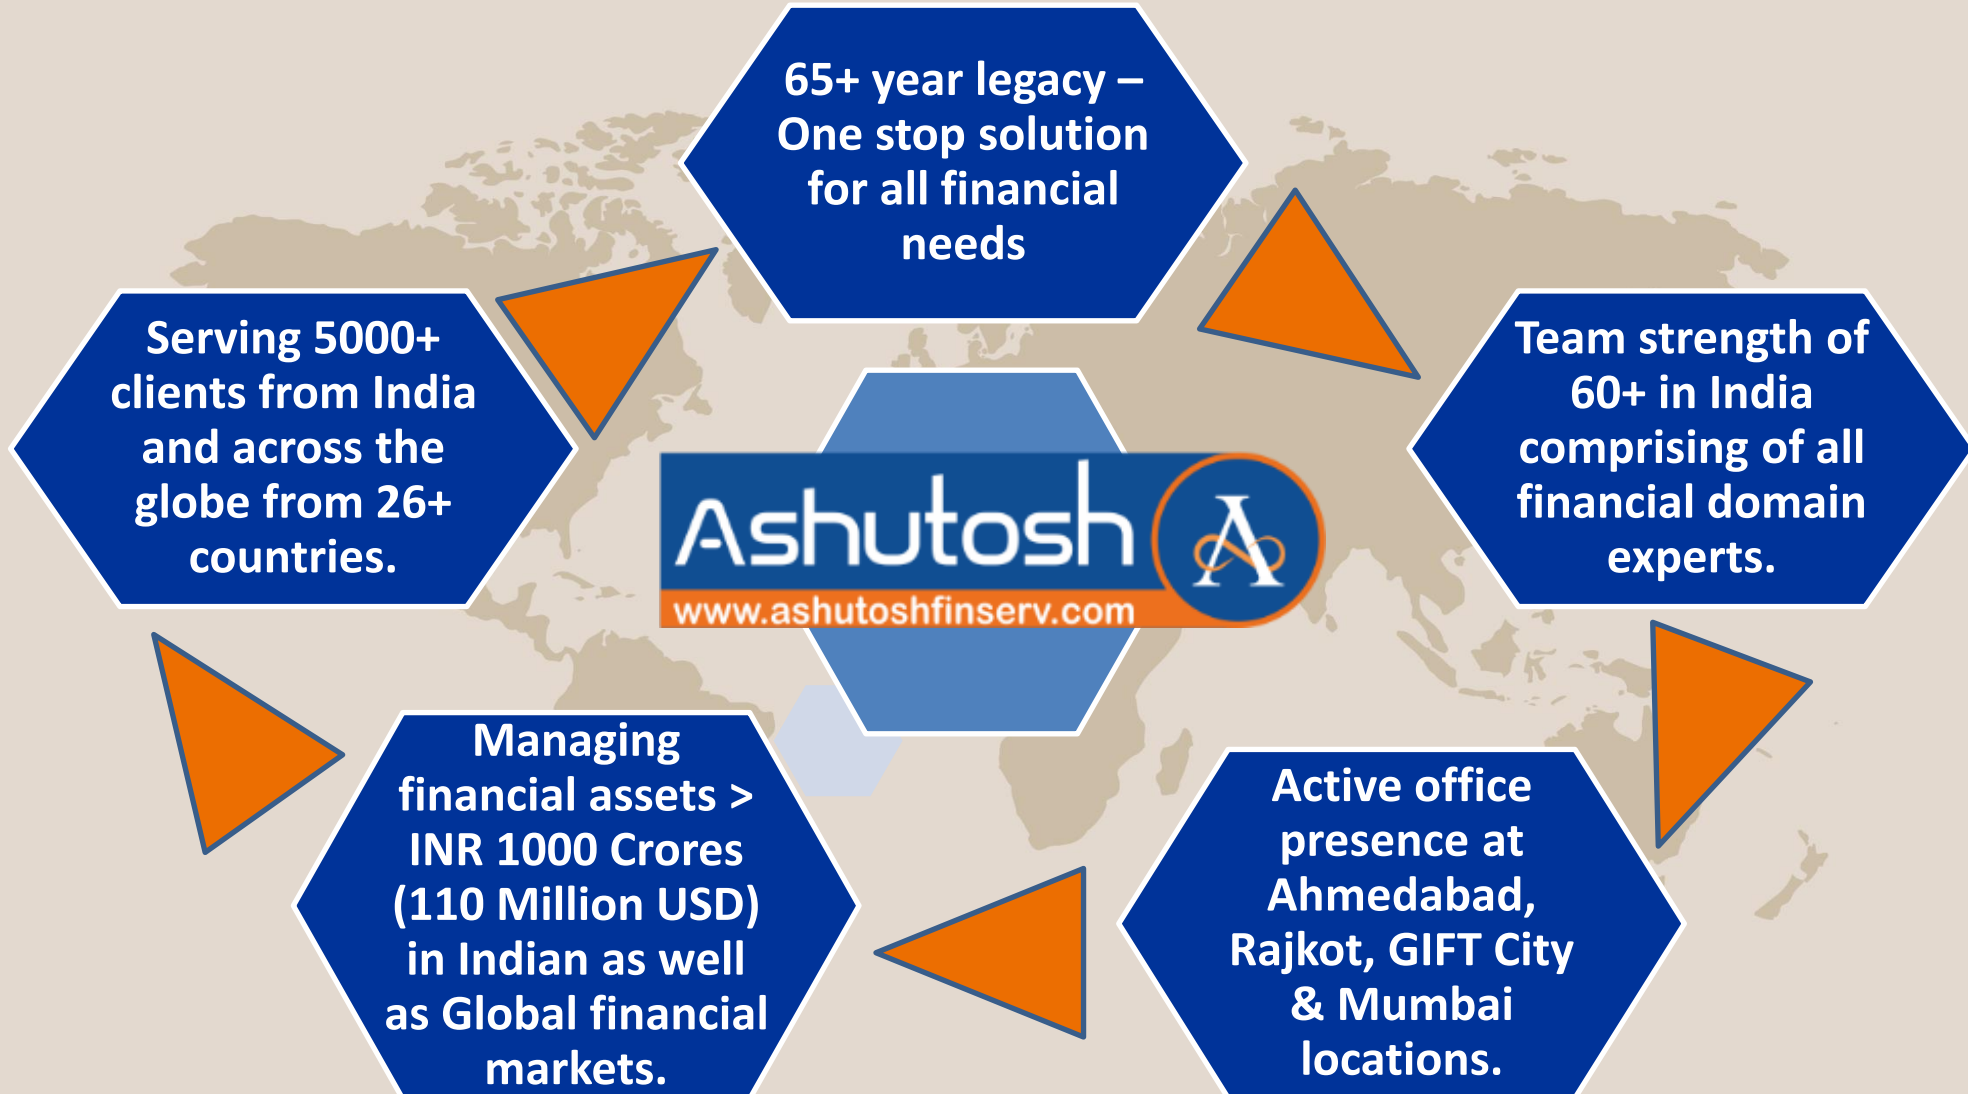 65+ year legacy –
One stop solution
for all financial
needs
Team strength of
60+ in India
comprising of all
financial domain
experts.
Active office
presence at
Ahmedabad,
Rajkot, GIFT City
& Mumbai
locations.
Managing
financial assets >
INR 1000 Crores
(110 Million USD)
in Indian as well
as Global financial
markets.
Serving 5000+
clients from India
and across the
globe from 26+
countries.
Ashutosh
A
www.ashutoshfinserv.com